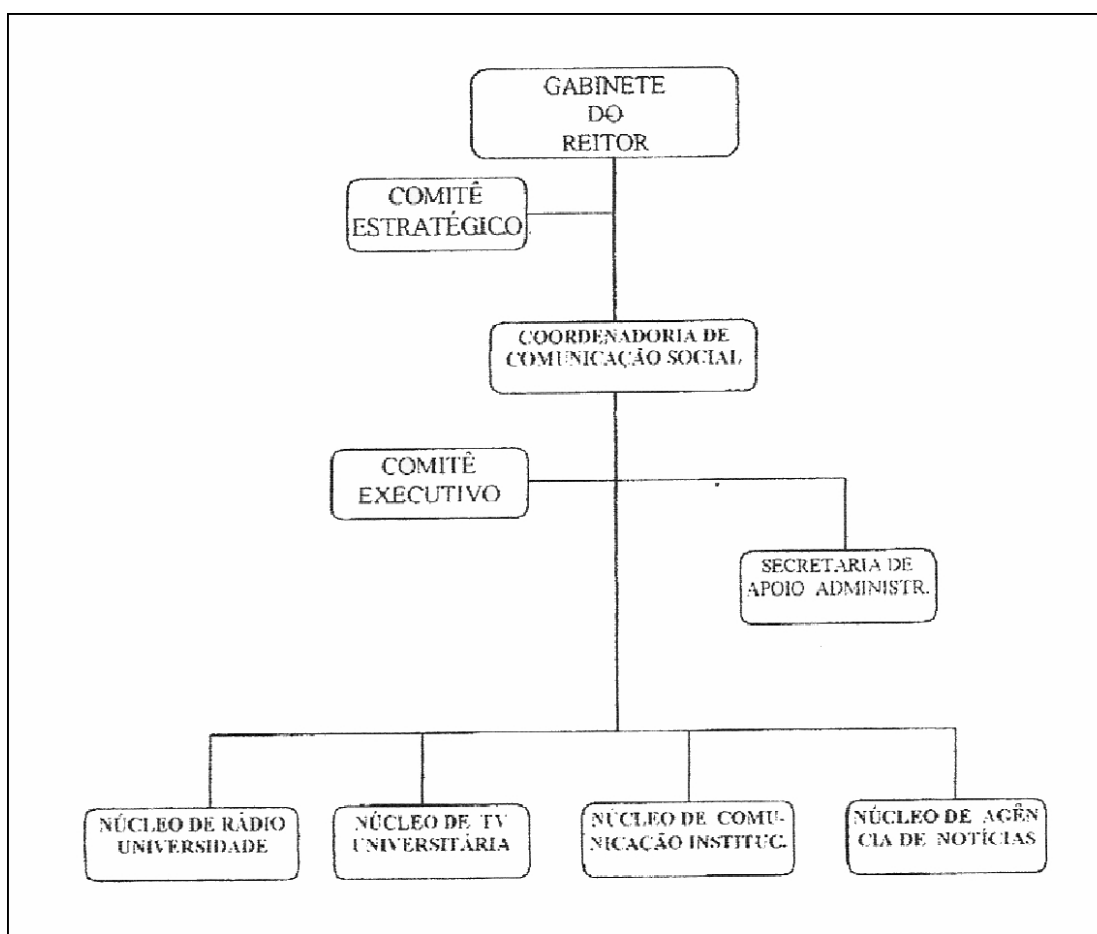 GABINETE
DO
REITOR
COMITÊ
ESTRATÉGICO
COORDENADORIA DE
COMUNICAÇÃO SOCIAL
COMITÊ
EXECUTIVO
SECRETARIA DE
APOIO ADMINISTR.
NÚCLEO DE RÁDIO
UNIVERSIDADE
NÚCLEO DE TV
UNIVERSITÁRIA
NÚCLEO DE COMU-
NICAÇÃO INSTITUC.
NÚCLEO DE AGÊN
CIA DE NOTÍCIAS